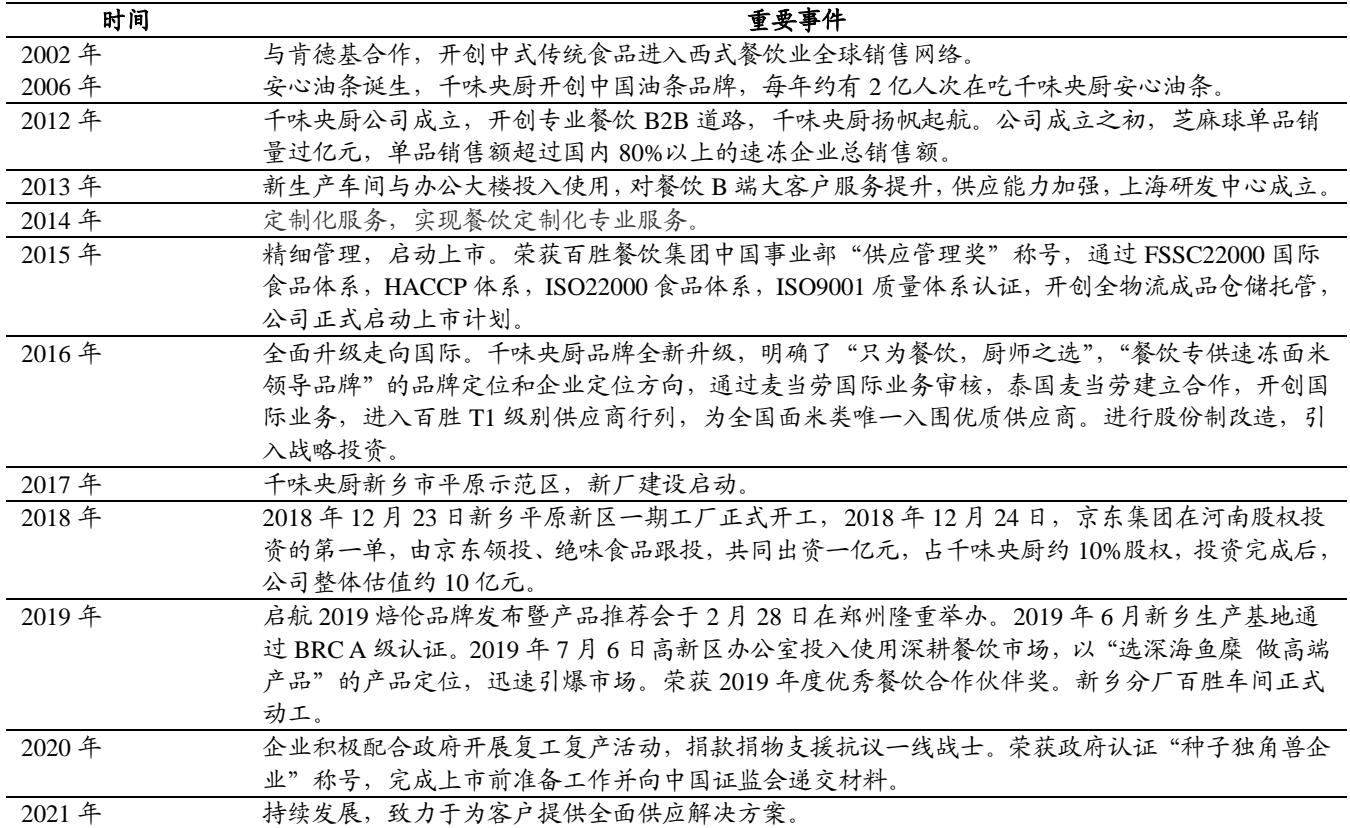 时间 重要事件
2002 年 与肯德基合作，开创中式传统食品进入西式餐饮业全球销售网络。
2006 年 安心油条诞生，千味央厨开创中国油条品牌，每年约有 2 亿人次在吃千味央厨安心油条。
2012 年 千味央厨公司成立，开创专业餐饮 B2B 道路，千味央厨扬帆起航。公司成立之初，芝麻球单品销
量过亿元，单品销售额超过国内 80%以上的速冻企业总销售额。
2013 年 新生产车间与办公大楼投入使用，对餐饮 B 端大客户服务提升，供应能力加强，上海研发中心成立。
2014 年 定制化服务，实现餐饮定制化专业服务。
2015 年 精细管理，启动上市。荣获百胜餐饮集团中国事业部“供应管理奖”称号，通过 FSSC22000 国际
食品体系，HACCP 体系，ISO22000 食品体系，ISO9001 质量体系认证，开创全物流成品仓储托管，
公司正式启动上市计划。
2016 年 全面升级走向国际。千味央厨品牌全新升级，明确了“只为餐饮，厨师之选”，“餐饮专供速冻面米
领导品牌”的品牌定位和企业定位方向，通过麦当劳国际业务审核，泰国麦当劳建立合作，开创国
际业务，进入百胜 T1 级别供应商行列，为全国面米类唯一入围优质供应商。进行股份制改造，引
入战略投资。
2017 年 千味央厨新乡市平原示范区，新厂建设启动。
2018 年 2018 年 12 月 23 日新乡平原新区一期工厂正式开工，2018 年 12 月 24 日，京东集团在河南股权投
资的第一单，由京东领投、绝味食品跟投，共同出资一亿元，占千味央厨约 10%股权，投资完成后，
公司整体估值约 10 亿元。
2019 年 启航 2019 焙伦品牌发布暨产品推荐会于 2 月 28 日在郑州隆重举办。2019 年 6 月新乡生产基地通
过 BRC A 级认证。2019 年 7 月 6 日高新区办公室投入使用深耕餐饮市场，以“选深海鱼糜 做高端
产品”的产品定位，迅速引爆市场。荣获 2019 年度优秀餐饮合作伙伴奖。新乡分厂百胜车间正式
动工。
2020 年 企业积极配合政府开展复工复产活动，捐款捐物支援抗议一线战士。荣获政府认证“种子独角兽企
业”称号，完成上市前准备工作并向中国证监会递交材料。
2021 年 持续发展，致力于为客户提供全面供应解决方案。